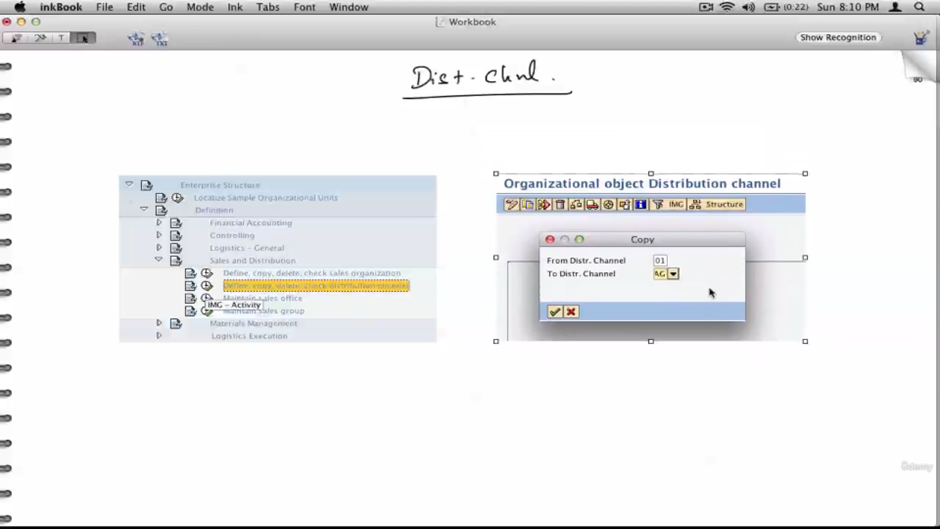 inkBook File Edit Go Mode Ink Tabs Font Window (0:22) Sun 8:10 PM
Workbook
T Show Recognition
Dist. Chnl.
Enterprise Structure
Localize Sample Organizational Units
Definition
Financial Accounting
Controlling
Logistics - General
Sales and Distribution
Define, copy, delete, check sales organization
Define, copy, delete, check distribution channel
Maintain sales office
IMG - Activity
Maintain sales group
Materials Management
Logistics Execution
Organizational object Distribution channel
IMG Structure
Copy
From Distr. Channel 01
To Distr. Channel AG
Udemy